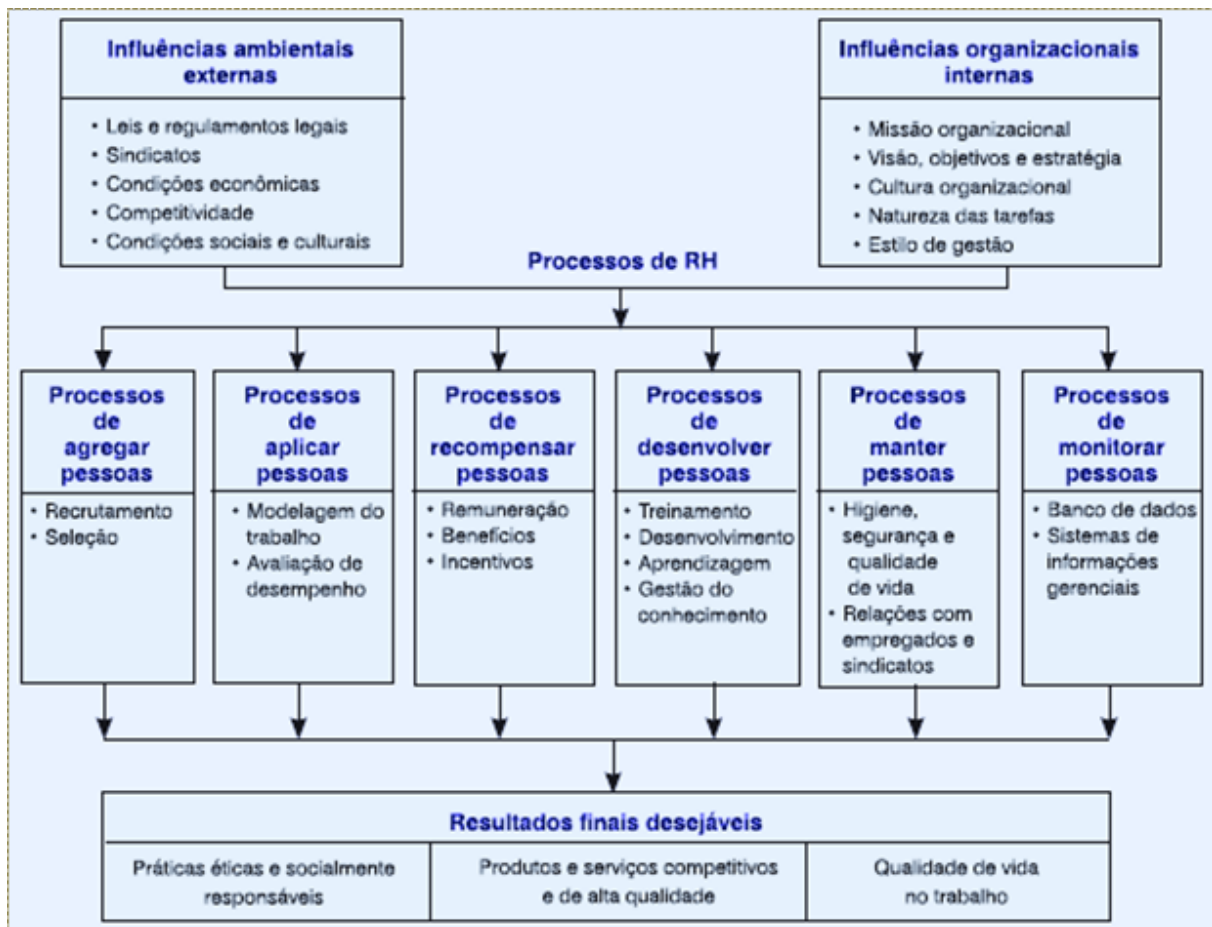 Influências ambientais
externas
• Leis e regulamentos legais
• Sindicatos
• Condições econômicas
• Competitividade
• Condições sociais e culturais
Influências organizacionais
internas
• Missão organizacional
• Visão, objetivos e estratégia
• Cultura organizacional
• Natureza das tarefas
• Estilo de gestão
Processos de RH
Processos
de
agregar
pessoas
• Recrutamento
• Seleção
Processos
de
aplicar
pessoas
• Modelagem do
trabalho
• Avaliação de
desempenho
Processos
de
recompensar
pessoas
• Remuneração
• Benefícios
• Incentivos
Processos
de
desenvolver
pessoas
• Treinamento
• Desenvolvimento
• Aprendizagem
• Gestão do
conhecimento
Processos
de
manter
pessoas
• Higiene,
segurança e
qualidade
de vida
• Relações com
empregados e
sindicatos
Processos
de
monitorar
pessoas
• Banco de dados
• Sistemas de
informações
gerenciais
Resultados finais desejáveis
Práticas éticas e socialmente
responsáveis
Produtos e serviços competitivos
e de alta qualidade
Qualidade de vida
no trabalho